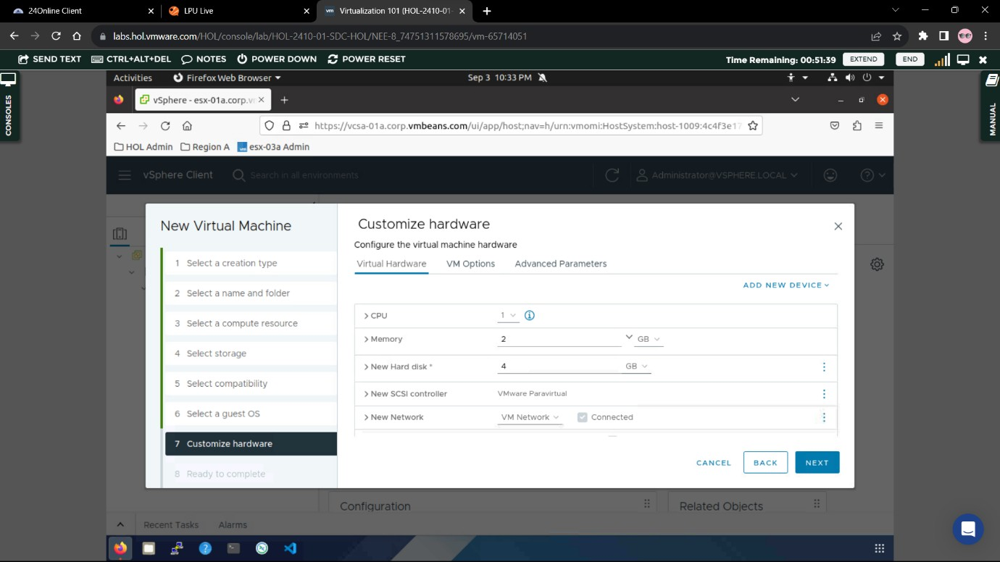 24Online Client
LPU Live
vm Virtualization 101 (HOL-2410-01-
labs.hol.vmware.com/HOL/console/lab/HOL-2410-01-SDC-HOL/NEE-8_74751311578695/vm-65714051
SEND TEXT CTRL+ALT+DEL NOTES POWER DOWN POWER RESET Time Remaining: 00:51:39 EXTEND END
CONSOLES
MANUAL
Activities Firefox Web Browser Sep 3 10:33 PM
vSphere - esx-01a.corp.v
https://vcsa-01a.corp.vmbeans.com/ui/app/host;nav=h/urn:vmomi:HostSystem:host-1009:4c4f3e17
HOL Admin Region A vm esx-03a Admin
vSphere Client Search in all environments Administrator@VSPHERE.LOCAL
New Virtual Machine
1 Select a creation type
2 Select a name and folder
3 Select a compute resource
4 Select storage
5 Select compatibility
6 Select a guest OS
7 Customize hardware
8 Ready to complete
Customize hardware
Configure the virtual machine hardware
Virtual Hardware VM Options Advanced Parameters
ADD NEW DEVICE
CPU 1
Memory 2 GB
New Hard disk * 4 GB
New SCSI controller VMware Paravirtual
New Network VM Network Connected
CANCEL BACK NEXT
Configuration Related Objects
Recent Tasks Alarms